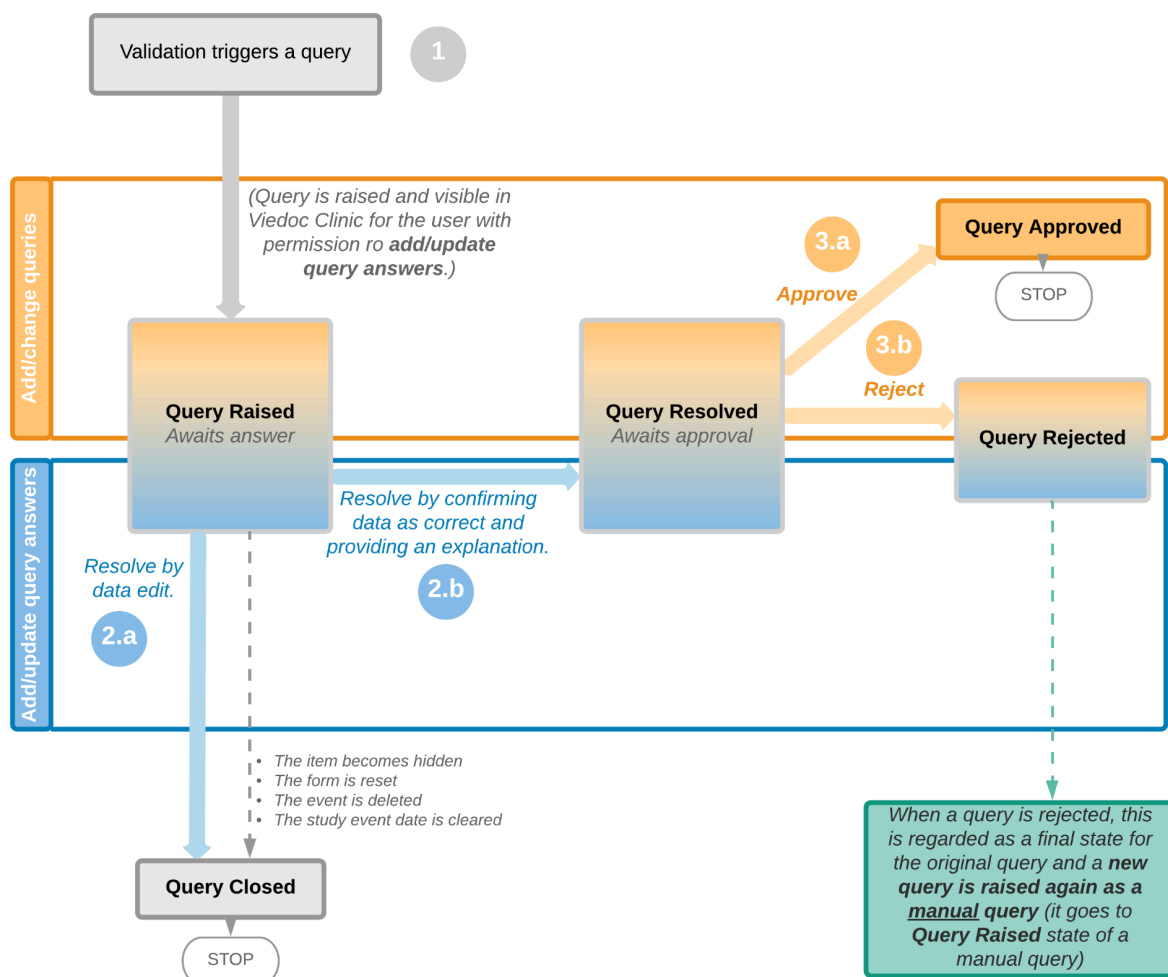 Validation triggers a query
1
(Query is raised and visible in
Viedoc Clinic for the user with
permission ro add/update
query answers.)
Add/change queries
3.a
Approve
Query Approved
STOP
3.b
Reject
Query Raised
Awaits answer
Query Resolved
Awaits approval
Query Rejected
Add/update query answers
Resolve by
data edit.
2.a
Resolve by confirming
data as correct and
providing an explanation.
2.b
• The item becomes hidden
• The form is reset
• The event is deleted
• The study event date is cleared
Query Closed
STOP
When a query is rejected, this
is regarded as a final state for
the original query and a new
query is raised again as a
manual query (it goes to
Query Raised state of a
manual query)